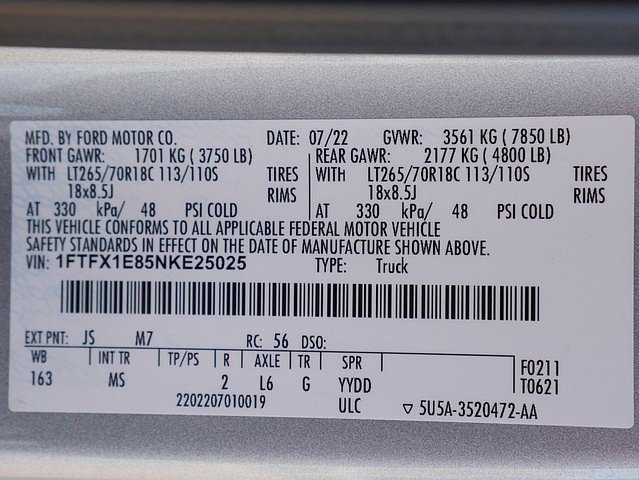 MFD. BY FORD MOTOR CO. DATE: 07/22 GVWR: 3561 KG ( 7850 LB)
FRONT GAWR: 1701 KG ( 3750 LB) REAR GAWR: 2177 KG ( 4800 LB)
WITH LT265/70R18C 113/110S TIRES WITH LT265/70R18C 113/110S TIRES
18x8.5J RIMS 18x8.5J RIMS
AT 330 kPa/ 48 PSI COLD AT 330 kPa/ 48 PSI COLD
THIS VEHICLE CONFORMS TO ALL APPLICABLE FEDERAL MOTOR VEHICLE
SAFETY STANDARDS IN EFFECT ON THE DATE OF MANUFACTURE SHOWN ABOVE.
VIN: 1FTFX1E85NKE25025 TYPE: Truck
EXT PNT: JS M7 RC: 56 DSO:
WB INT TR TP/PS R AXLE TR SPR F0211
163 MS 2 L6 G YYDD T0621
2202207010019 ULC ▽ 5U5A-3520472-AA